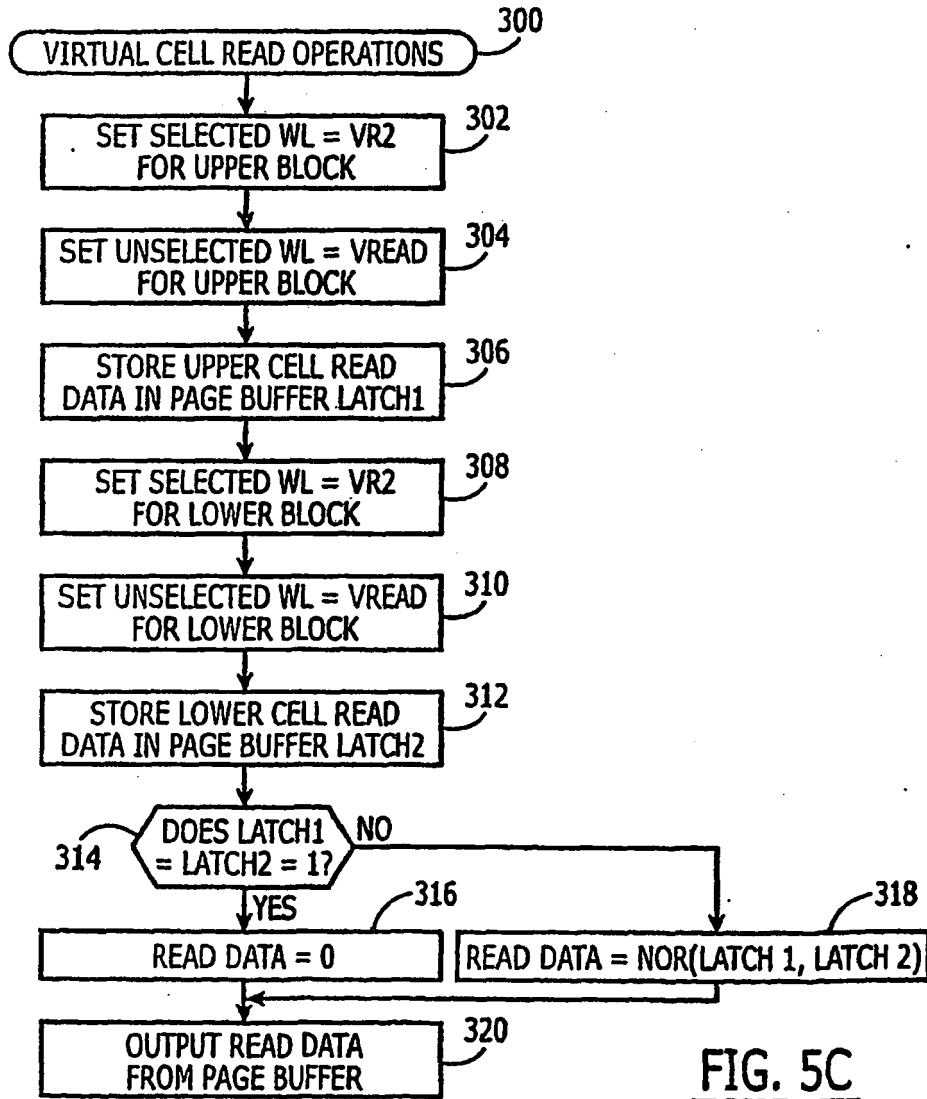 300
VIRTUAL CELL READ OPERATIONS
302
SET SELECTED WL = VR2
FOR UPPER BLOCK
304
SET UNSELECTED WL = VREAD
FOR UPPER BLOCK
306
STORE UPPER CELL READ
DATA IN PAGE BUFFER LATCH1
308
SET SELECTED WL = VR2
FOR LOWER BLOCK
310
SET UNSELECTED WL = VREAD
FOR LOWER BLOCK
312
STORE LOWER CELL READ
DATA IN PAGE BUFFER LATCH2
314
DOES LATCH1
= LATCH2 = 1?
NO
YES
316
READ DATA = 0
318
READ DATA = NOR(LATCH 1, LATCH 2)
320
OUTPUT READ DATA
FROM PAGE BUFFER
FIG. 5C